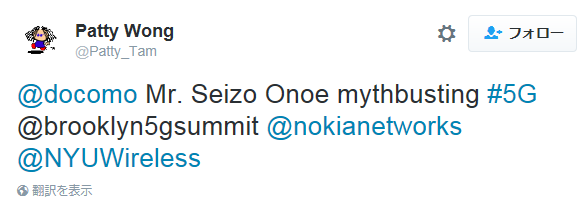 Patty Wong
@Patty_Tam
フォロー
@docomo Mr. Seizo Onoe mythbusting #5G
@brooklyn5gsummit @nokianetworks
@NYUWireless
翻訳を表示